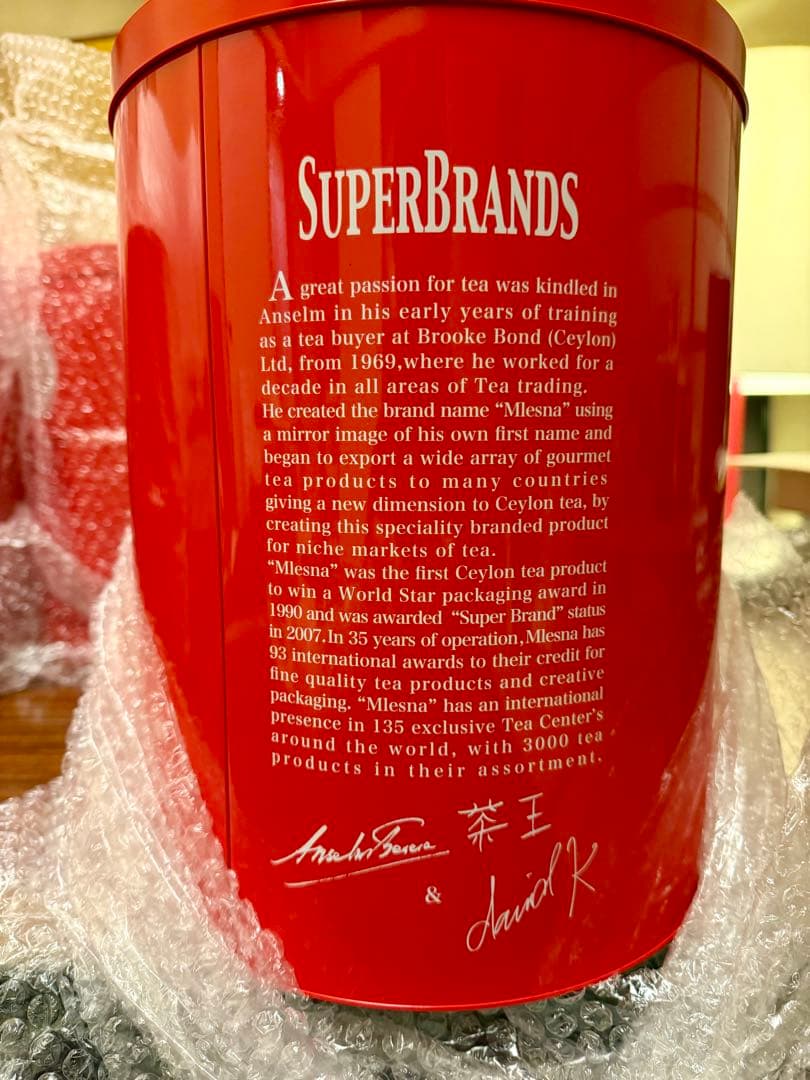 SUPERBRANDS
A great passion for tea was kindled in
Anselm in his early years of training
as a tea buyer at Brooke Bond (Ceylon)
Ltd, from 1969,where he worked for a
decade in all areas of Tea trading.
He created the brand name “Mlesna” using
a mirror image of his own first name and
began to export a wide array of gourmet
tea products to many countries
giving a new dimension to Ceylon tea, by
creating this speciality branded product
for niche markets of tea.
“Mlesna” was the first Ceylon tea product
to win a World Star packaging award in
1990 and was awarded “Super Brand” status
in 2007.In 35 years of operation,Mlesna has
93 international awards to their credit for
fine quality tea products and creative
packaging. “Mlesna” has an international
presence in 135 exclusive Tea Center’s
around the world, with 3000 tea
products in their assortment.
Anselm Perera 茶王
&
david K